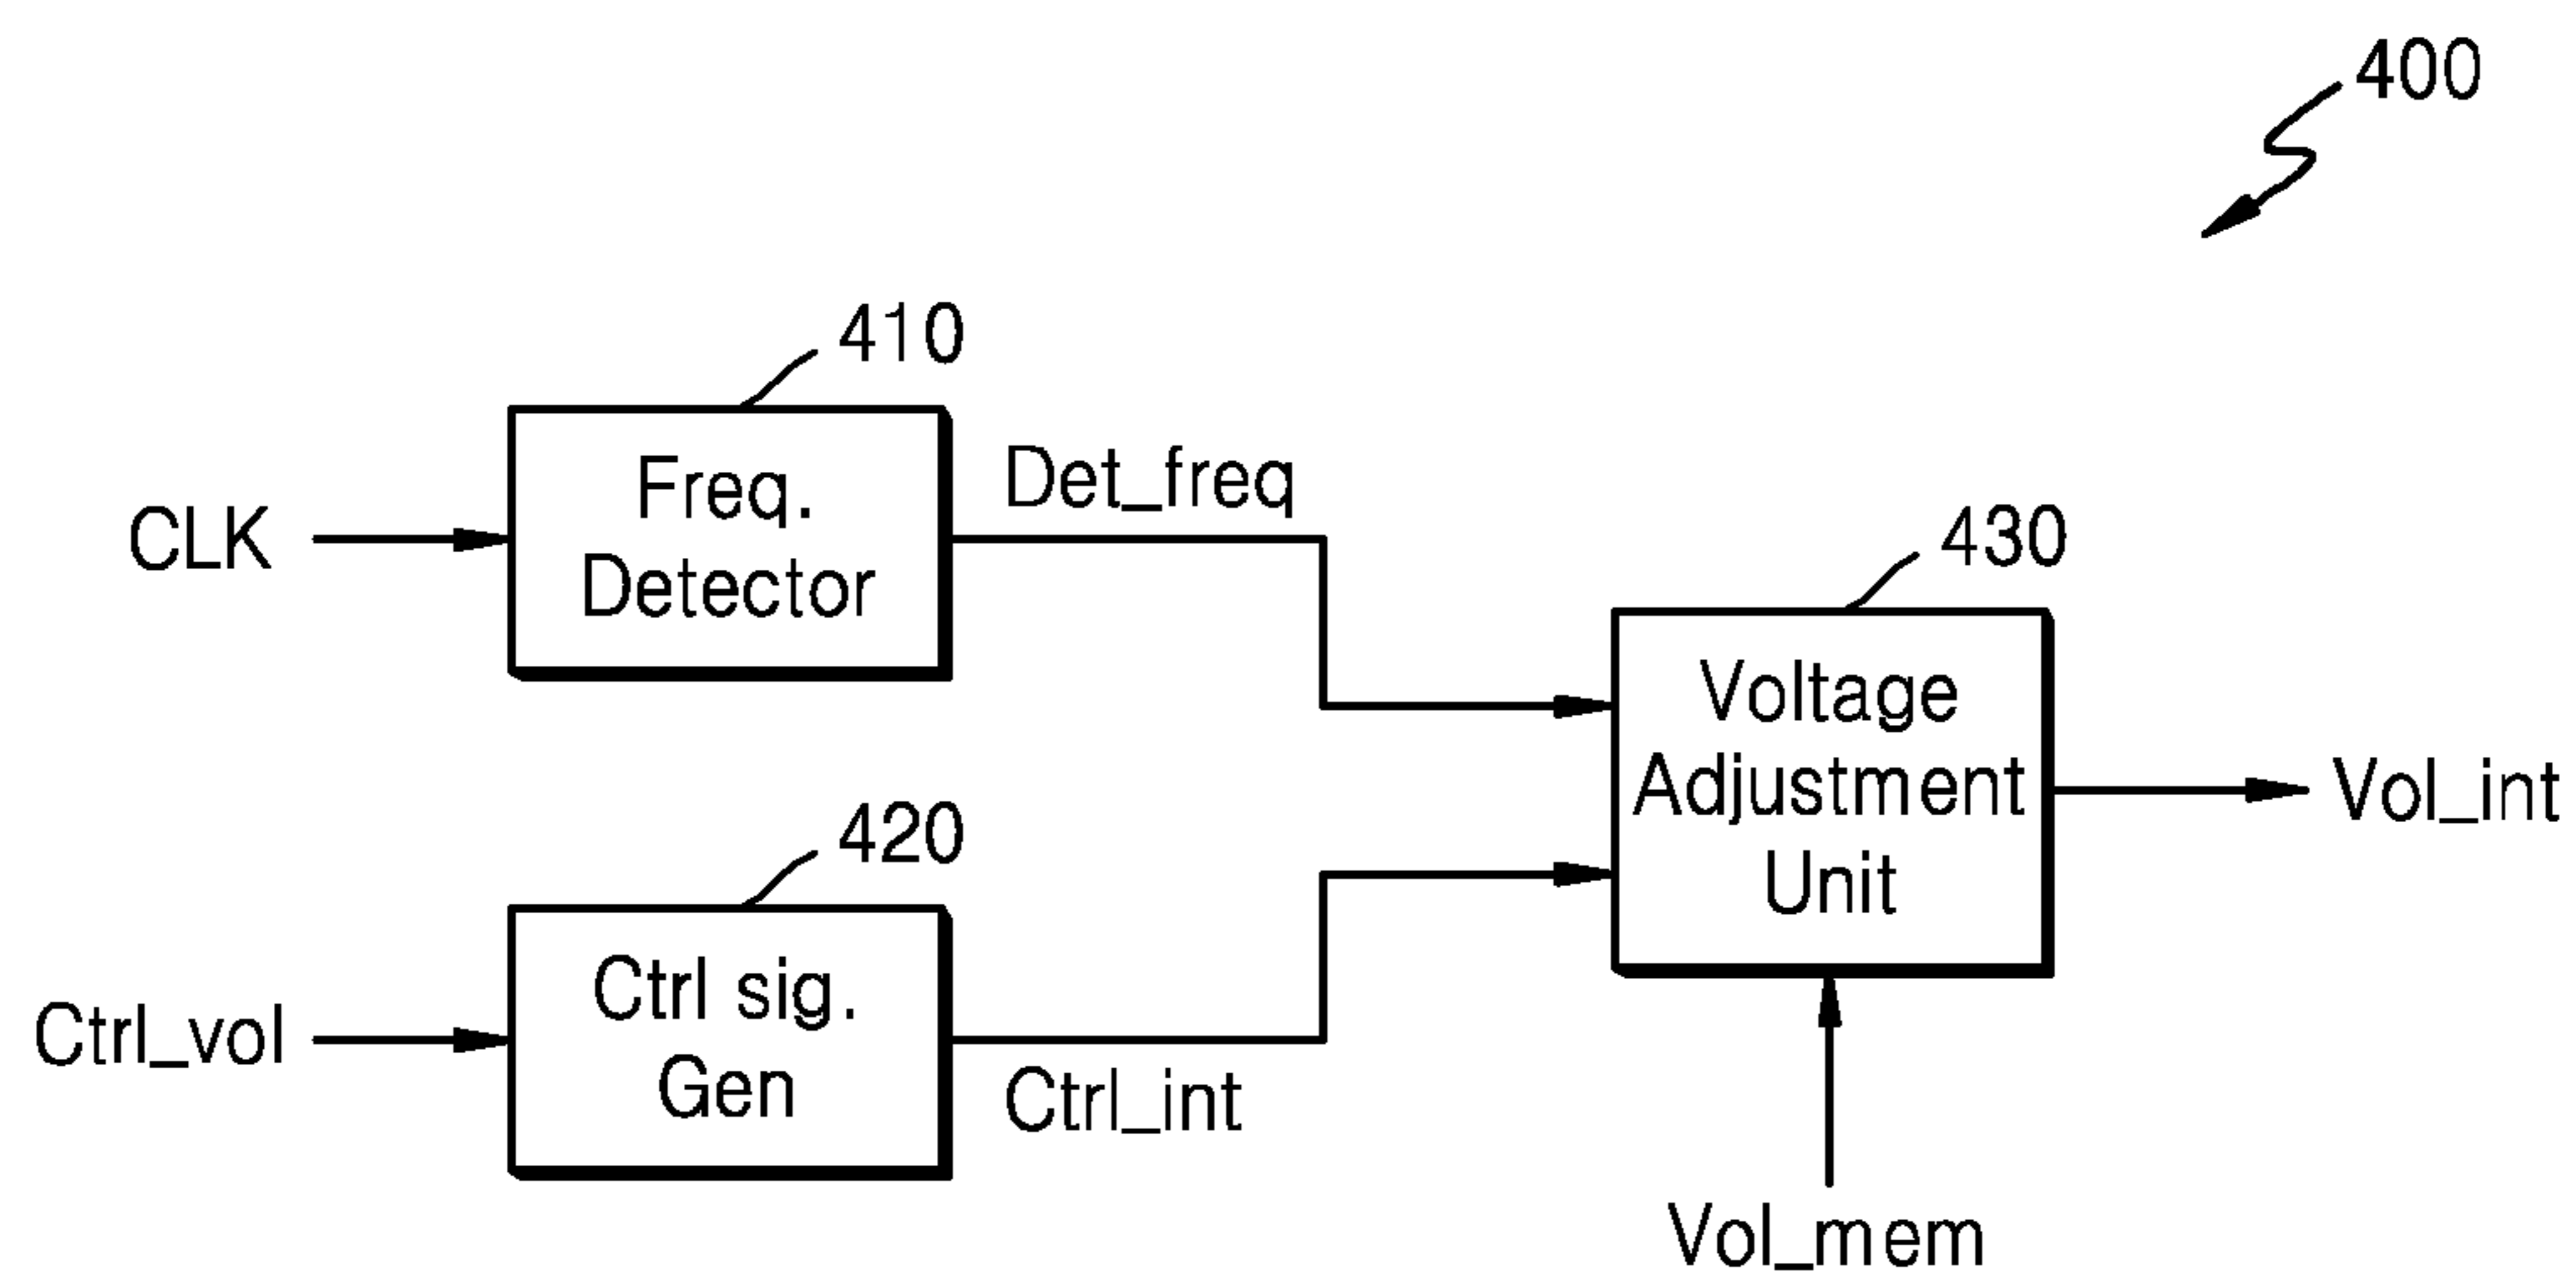 400
410
Freq.
Detector
CLK
Det_freq
430
Voltage
Adjustment
Unit
Vol_int
420
Ctrl sig.
Gen
Ctrl_vol
Ctrl_int
Vol_mem